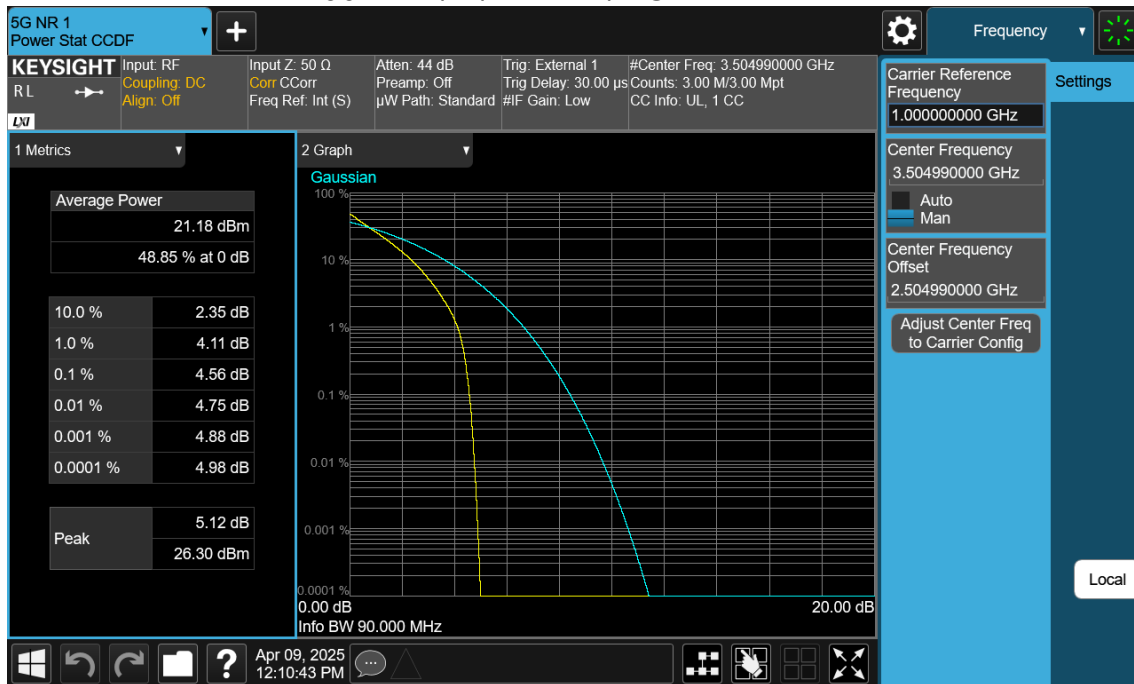 5G NR 1
Power Stat CCDF
+
Frequency
KEYSIGHT
R L
LXI
Input: RF
Coupling: DC
Align: Off
Input Z: 50 Ω
Corr CCorr
Freq Ref: Int (S)
Atten: 44 dB
Preamp: Off
µW Path: Standard
Trig: External 1
Trig Delay: 30.00 µs
#IF Gain: Low
#Center Freq: 3.504990000 GHz
Counts: 3.00 M/3.00 Mpt
CC Info: UL, 1 CC
1 Metrics
Average Power
21.18 dBm
48.85 % at 0 dB
10.0 % 2.35 dB
1.0 % 4.11 dB
0.1 % 4.56 dB
0.01 % 4.75 dB
0.001 % 4.88 dB
0.0001 % 4.98 dB
Peak
5.12 dB
26.30 dBm
2 Graph
Gaussian
100 %
10 %
1 %
0.1 %
0.01 %
0.001 %
0.0001 %
0.00 dB 20.00 dB
Info BW 90.000 MHz
Carrier Reference
Frequency
1.000000000 GHz
Center Frequency
3.504990000 GHz
Auto
Man
Center Frequency
Offset
2.504990000 GHz
Adjust Center Freq
to Carrier Config
Settings
Local
?
Apr 09, 2025
12:10:43 PM